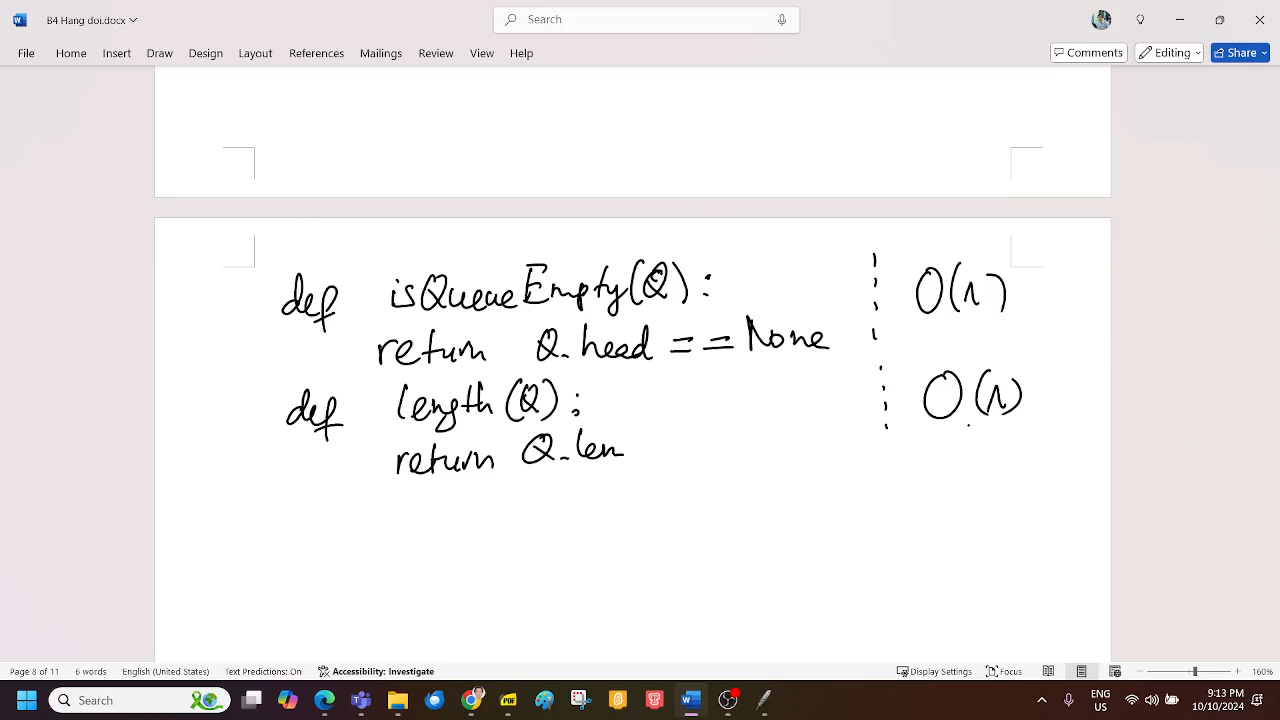 B4 Hang doi.docx
Search
File Home Insert Draw Design Layout References Mailings Review View Help
Comments Editing Share
def isQueueEmpty(Q): O(1)
return Q.head == None
def length(Q): O(1)
return Q.len
Page 8 of 11 6 words English (United States) Text Predictions: On Accessibility: Investigate Display Settings Focus 160%
Search PDF ENG 9:13 PM
US 10/10/2024